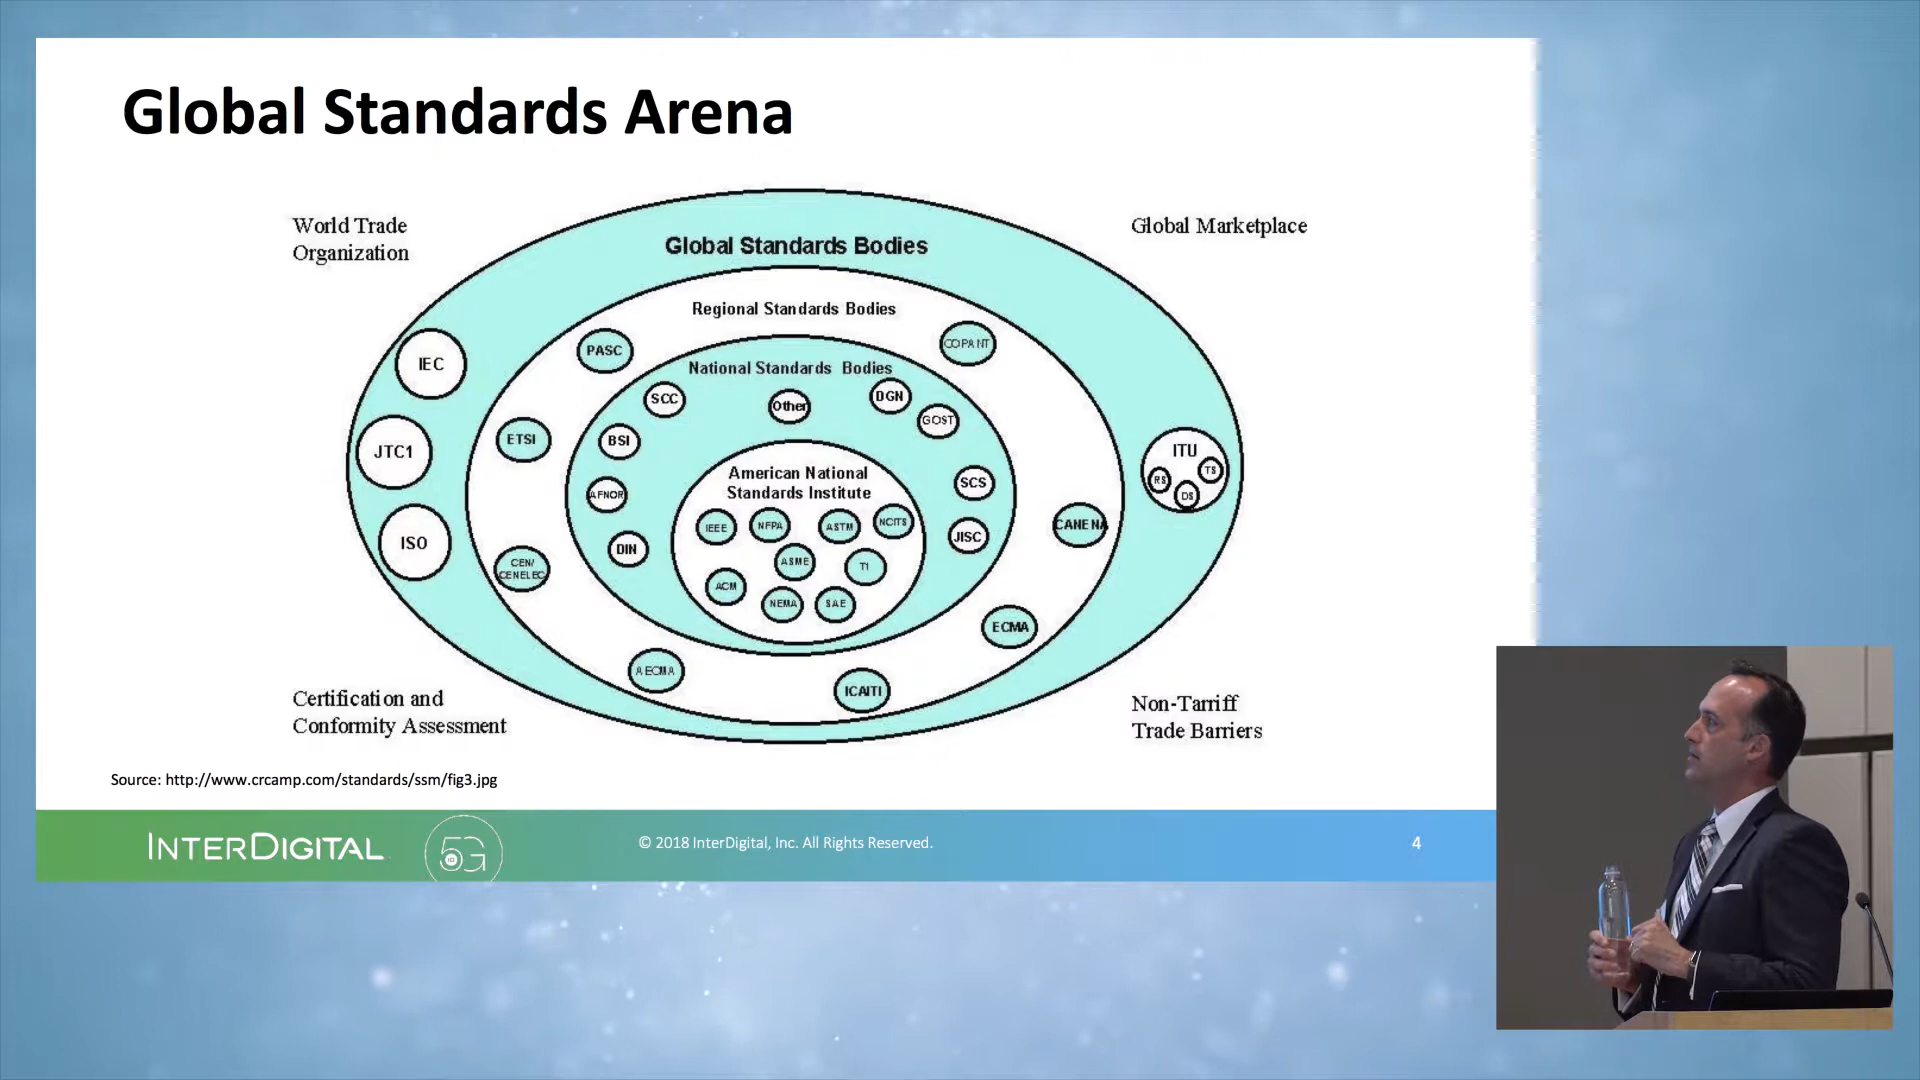 Global Standards Arena
World Trade
Organization
Global Marketplace
Global Standards Bodies
Regional Standards Bodies
PASC
COPANT
IEC
National Standards Bodies
SCC
Other
DGN
GOST
ETSI
BSI
JTC1
ITU
RS
TS
DS
American National
Standards Institute
AFNOR
SCS
IEEE
NFPA
ASTM
NCITS
CANENA
ISO
DIN
JISC
CEN/
CENELEC
ASME
T1
ACM
NEMA
SAE
ECMA
AECMA
ICAITI
Certification and
Conformity Assessment
Non-Tarriff
Trade Barriers
Source: http://www.crcamp.com/standards/ssm/fig3.jpg
INTERDIGITAL
5G
© 2018 InterDigital, Inc. All Rights Reserved.
4